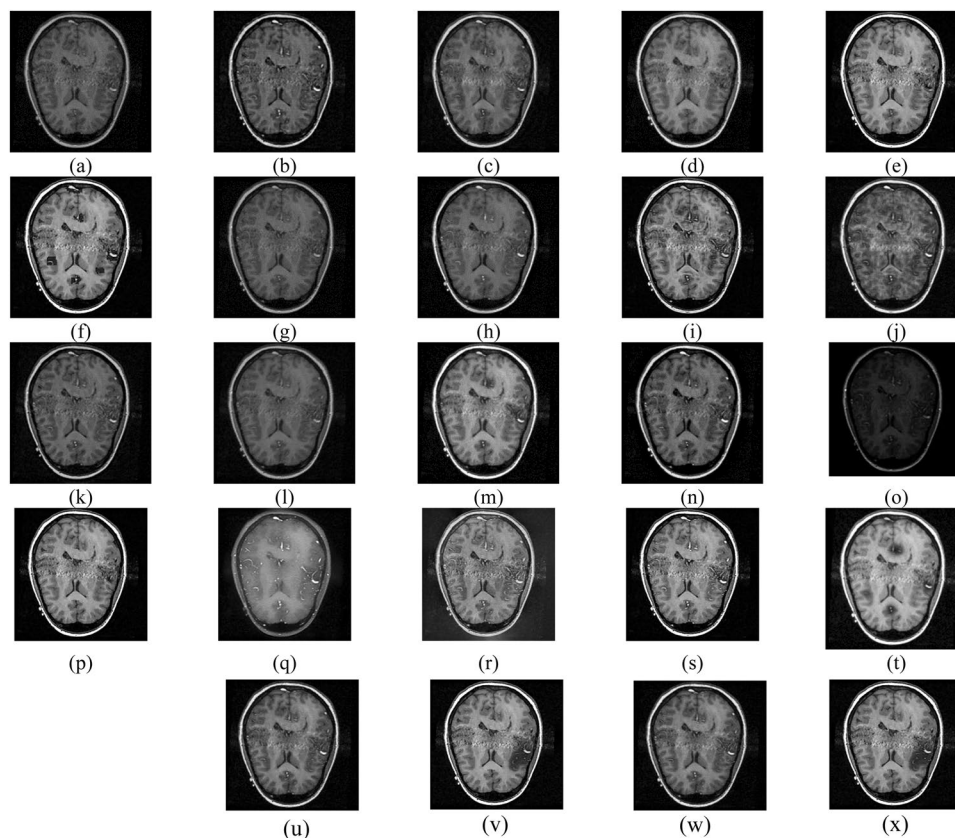 (a) (b) (c) (d) (e)
(f) (g) (h) (i) (j)
(k) (l) (m) (n) (o)
(p) (q) (r) (s) (t)
(u) (v) (w) (x)